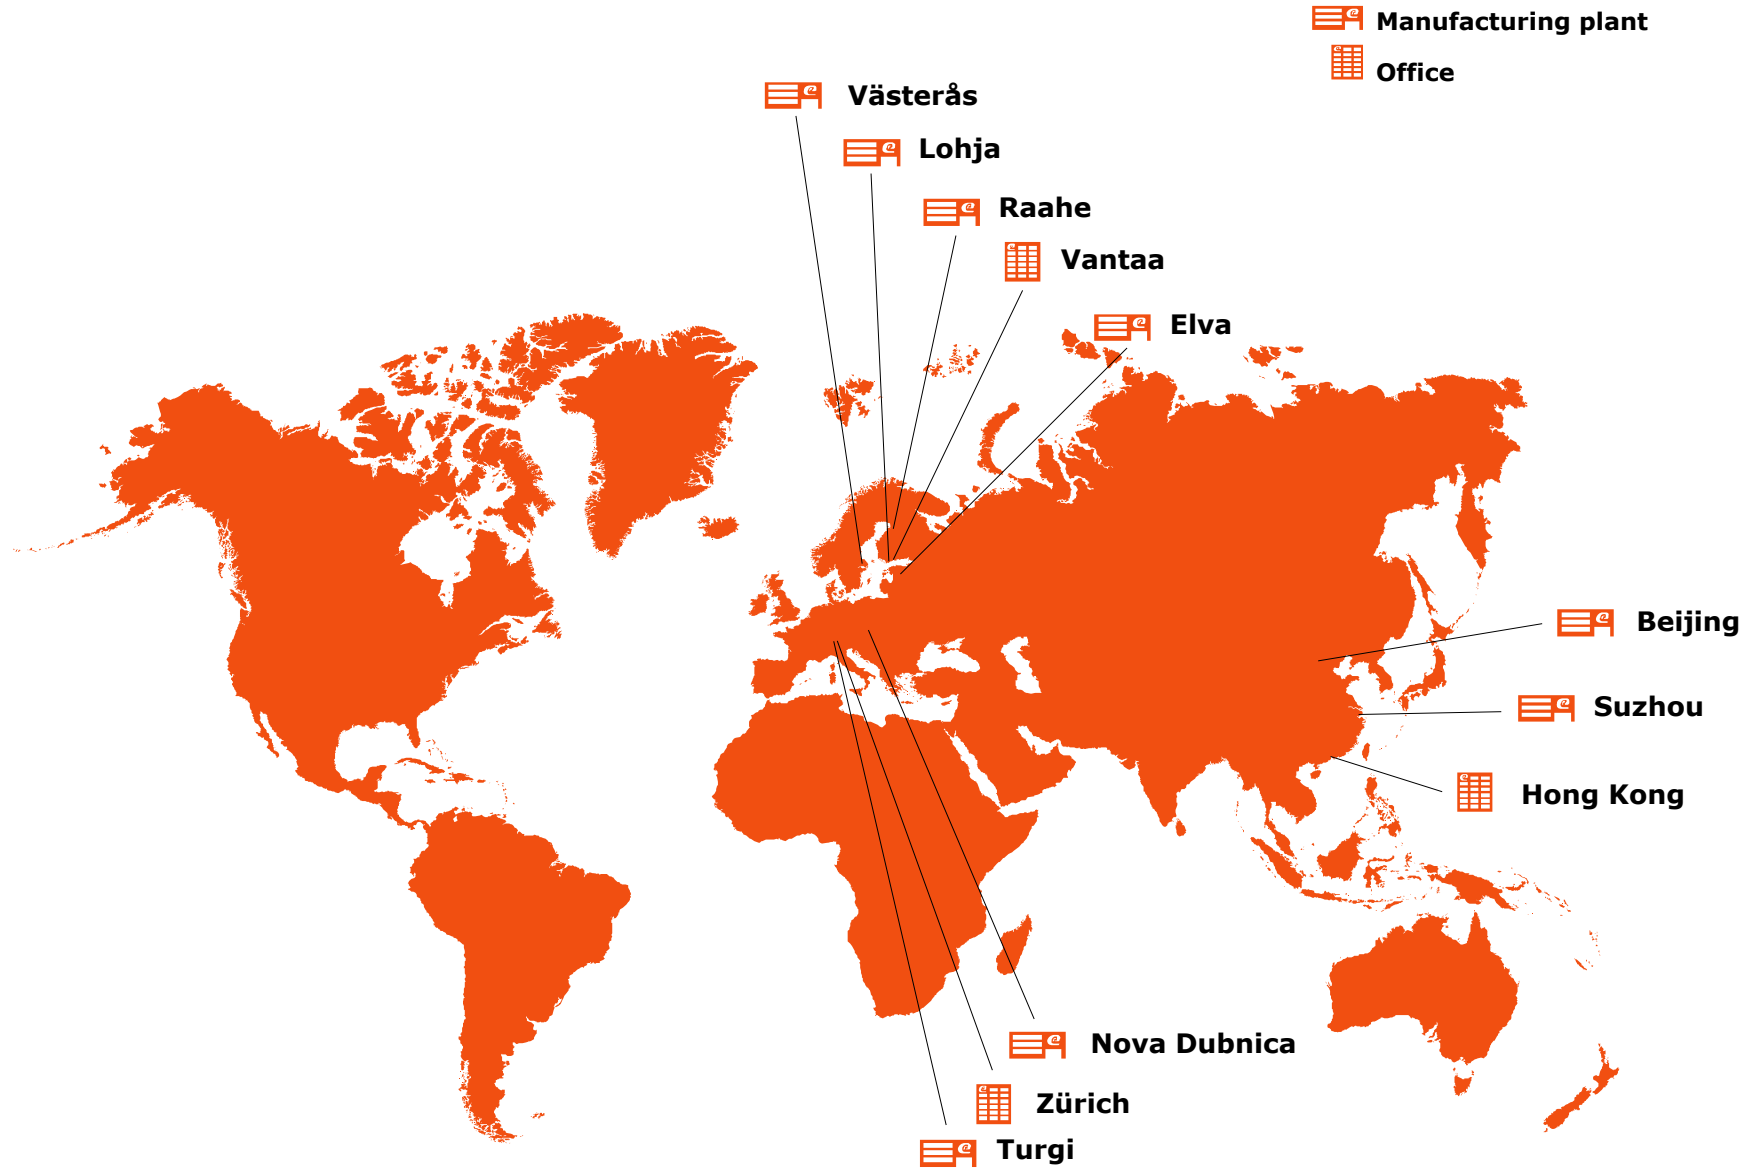 Manufacturing plant
Office
Västerås
Lohja
Raahe
Vantaa
Elva
Beijing
Suzhou
Hong Kong
Nova Dubnica
Zürich
Turgi